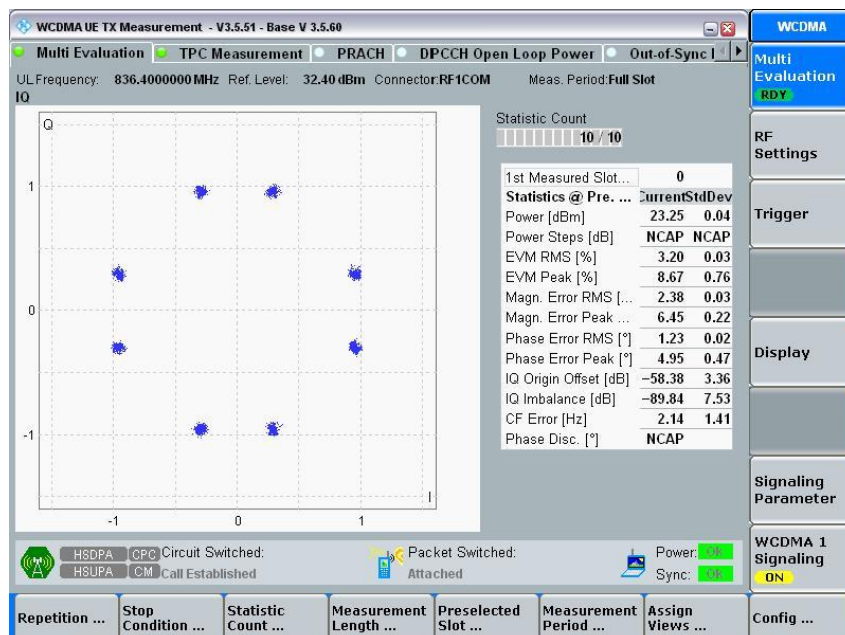 WCDMA UE TX Measurement - V3.5.51 - Base V 3.5.60
WCDMA
Multi Evaluation
TPC Measurement
PRACH
DPCCH Open Loop Power
Out-of-Sync
UL Frequency: 836.4000000 MHz Ref. Level: 32.40 dBm Connector:RF1COM Meas. Period:Full Slot
IQ
Q
1
0
-1
I
-1 0 1
Statistic Count
10 / 10
1st Measured Slot... 0
Statistics @ Pre. ... Current StdDev
Power [dBm] 23.25 0.04
Power Steps [dB] NCAP NCAP
EVM RMS [%] 3.20 0.03
EVM Peak [%] 8.67 0.76
Magn. Error RMS [... 2.38 0.03
Magn. Error Peak ... 6.45 0.22
Phase Error RMS [°] 1.23 0.02
Phase Error Peak [°] 4.95 0.47
IQ Origin Offset [dB] −58.38 3.36
IQ Imbalance [dB] −89.84 7.53
CF Error [Hz] 2.14 1.41
Phase Disc. [°] NCAP
Multi
Evaluation
RDY
RF
Settings
Trigger
Display
Signaling
Parameter
WCDMA 1
Signaling
ON
HSDPA CPC Circuit Switched:
HSUPA CM Call Established
Packet Switched:
Attached
Power: Ok
Sync: Ok
Repetition ...
Stop
Condition ...
Statistic
Count ...
Measurement
Length ...
Preselected
Slot ...
Measurement
Period ...
Assign
Views ...
Config ...